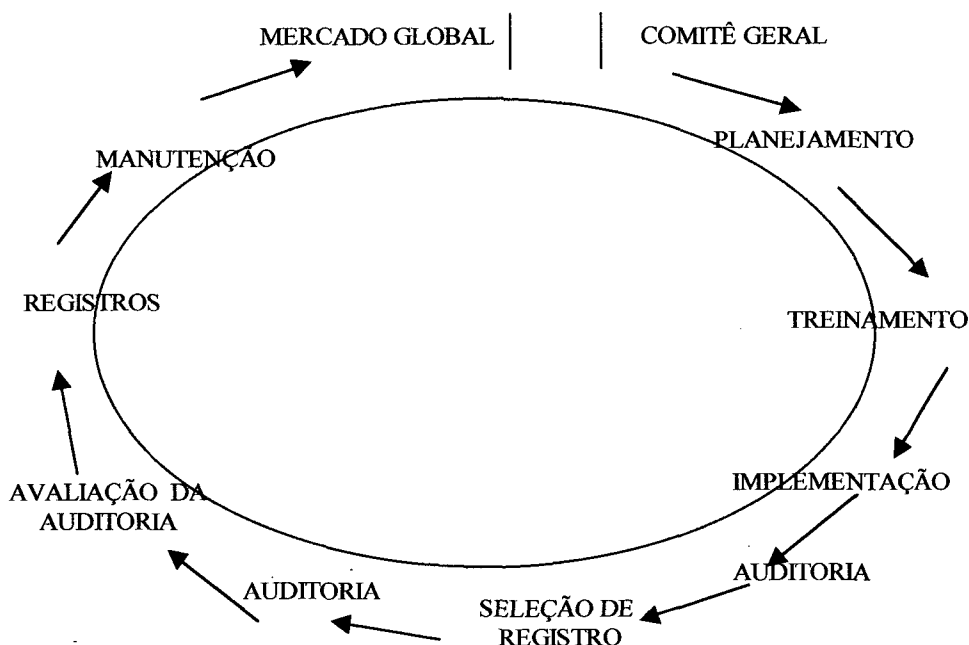 MERCADO GLOBAL
COMITÊ GERAL
PLANEJAMENTO
TREINAMENTO
IMPLEMENTAÇÃO
AUDITORIA
SELEÇÃO DE
REGISTRO
AUDITORIA
AVALIAÇÃO DA
AUDITORIA
REGISTROS
MANUTENÇÃO